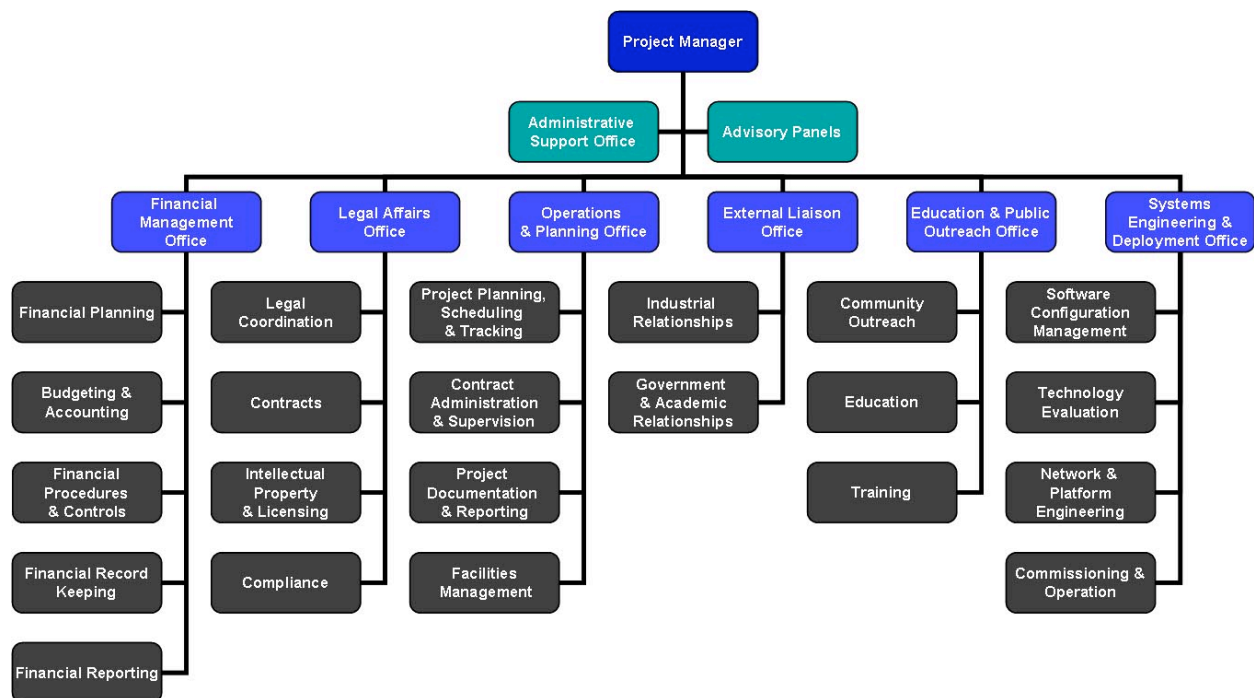 Project Manager
Administrative
Support Office
Advisory Panels
Financial
Management
Office
Legal Affairs
Office
Operations
& Planning Office
External Liaison
Office
Education & Public
Outreach Office
Systems
Engineering &
Deployment Office
Financial Planning
Budgeting &
Accounting
Financial
Procedures
& Controls
Financial Record
Keeping
Financial Reporting
Legal
Coordination
Contracts
Intellectual
Property
& Licensing
Compliance
Project Planning,
Scheduling
& Tracking
Contract
Administration
& Supervision
Project
Documentation
& Reporting
Facilities
Management
Industrial
Relationships
Government
& Academic
Relationships
Community
Outreach
Education
Training
Software
Configuration
Management
Technology
Evaluation
Network &
Platform
Engineering
Commissioning &
Operation